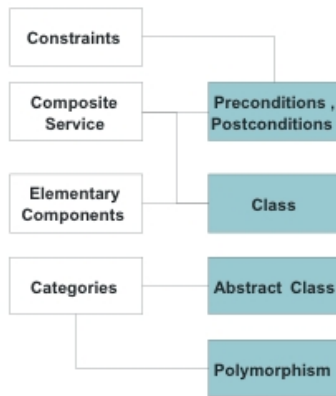 Constraints
Composite
Service
Preconditions ,
Postconditions
Elementary
Components
Class
Categories
Abstract Class
Polymorphism